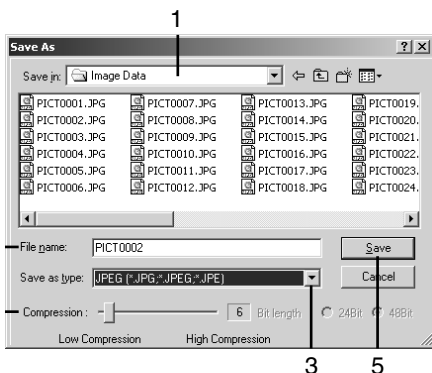 1
Save As
Save in: Image Data
PICT0001.JPG PICT0007.JPG PICT0013.JPG PICT0019.
PICT0002.JPG PICT0008.JPG PICT0014.JPG PICT0020.
PICT0003.JPG PICT0009.JPG PICT0015.JPG PICT0021.
PICT0004.JPG PICT0010.JPG PICT0016.JPG PICT0022.
PICT0005.JPG PICT0011.JPG PICT0017.JPG PICT0023.
PICT0006.JPG PICT0012.JPG PICT0018.JPG PICT0024.
File name: PICT0002 Save
Save as type: JPEG (*.JPG;*.JPEG;*.JPE) Cancel
Compression : 6 Bit length 24Bit 48Bit
Low Compression High Compression
3 5